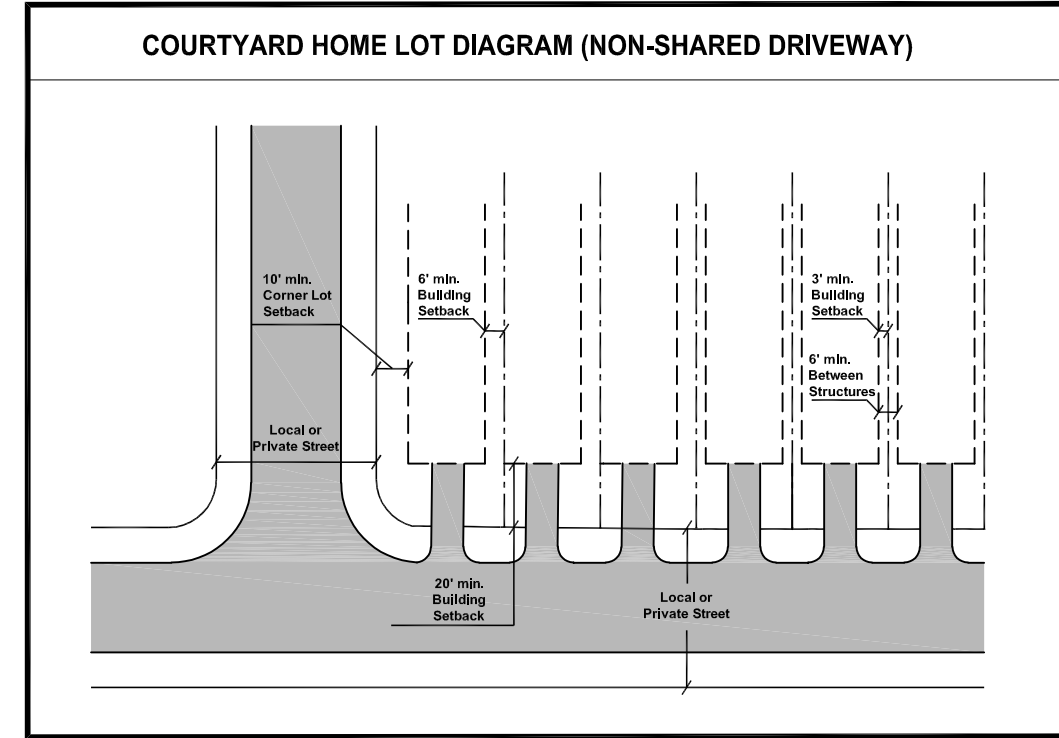 COURTYARD HOME LOT DIAGRAM (NON-SHARED DRIVEWAY)
10' min.
Corner Lot
Setback
6' min.
Building
Setback
3' min.
Building
Setback
6' min.
Between
Structures
Local or
Private Street
20' min.
Building
Setback
Local or
Private Street